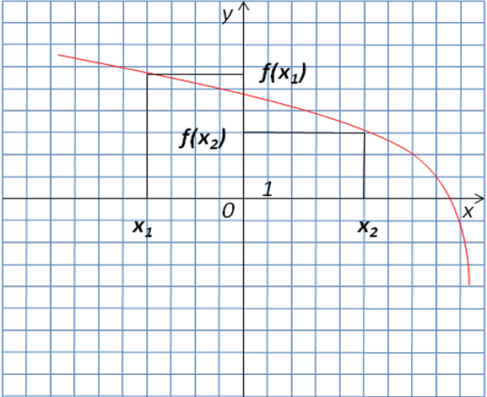 y
f(x₁)
f(x₂)
1
0
x
x₁
x₂